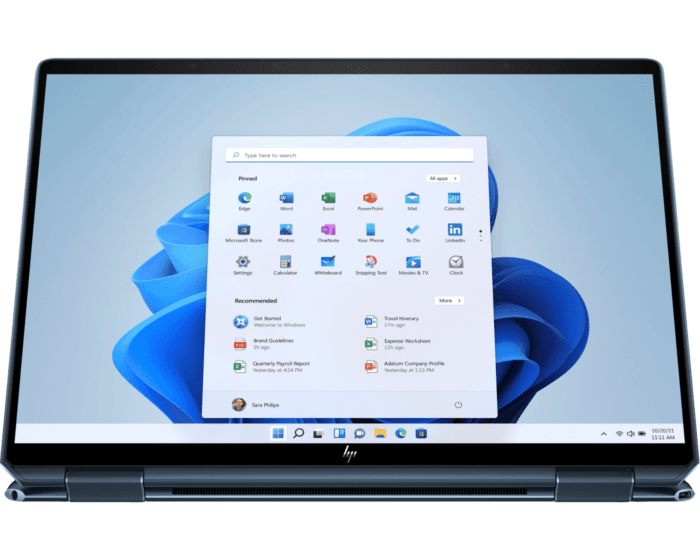 Type here to search
Pinned
All apps >
Edge
Word
Excel
PowerPoint
Mail
Calendar
Microsoft Store
Photos
OneNote
Your Phone
To Do
LinkedIn
Settings
Calculator
Whiteboard
Snipping Tool
Movies & TV
Clock
Recommended
More >
Get Started
Welcome to Windows
Travel Itinerary
17m ago
Brand Guidelines
2h ago
Expense Worksheet
12h ago
Quarterly Payroll Report
Yesterday at 4:24 PM
Adatum Company Profile
Yesterday at 1:15 PM
Sara Philips
10/20/21
11:11 AM
hp